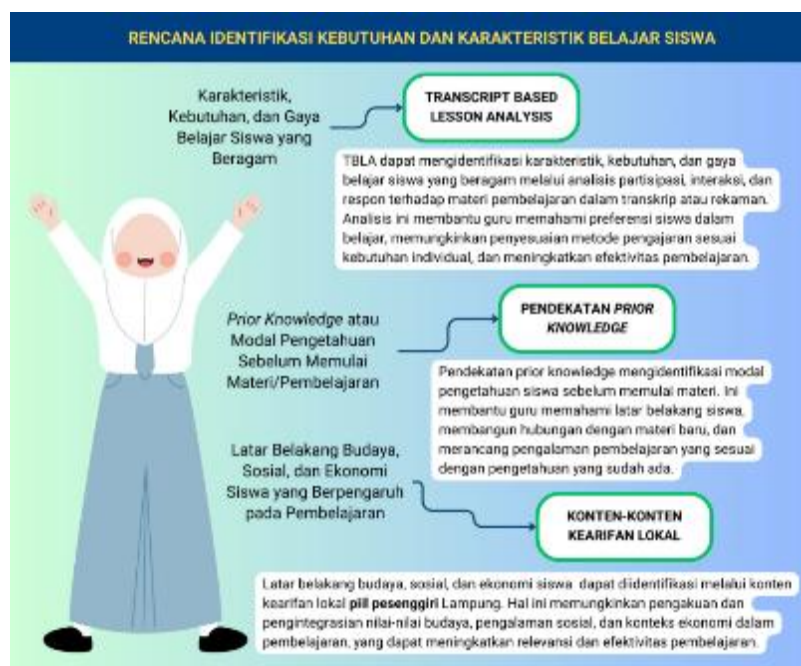 RENCANA IDENTIFIKASI KEBUTUHAN DAN KARAKTERISTIK BELAJAR SISWA
Karakteristik,
Kebutuhan, dan Gaya
Belajar Siswa yang
Beragam
TRANSCRIPT BASED
LESSON ANALYSIS
TBLA dapat mengidentifikasi karakteristik, kebutuhan, dan gaya
belajar siswa yang beragam melalui analisis partisipasi, interaksi, dan
respon terhadap materi pembelajaran dalam transkrip atau rekaman.
Analisis ini membantu guru memahami preferensi siswa dalam
belajar, memungkinkan penyesuaian metode pengajaran sesuai
kebutuhan individual, dan meningkatkan efektivitas pembelajaran.
Prior Knowledge atau
Modal Pengetahuan
Sebelum Memulai
Materi/Pembelajaran
PENDEKATAN PRIOR
KNOWLEDGE
Pendekatan prior knowledge mengidentifikasi modal
pengetahuan siswa sebelum memulai materi. Ini
membantu guru memahami latar belakang siswa,
membangun hubungan dengan materi baru, dan
merancang pengalaman pembelajaran yang sesuai
dengan pengetahuan yang sudah ada.
Latar Belakang Budaya,
Sosial, dan Ekonomi
Siswa yang Berpengaruh
pada Pembelajaran
KONTEN-KONTEN
KEARIFAN LOKAL
Latar belakang budaya, sosial, dan ekonomi siswa dapat diidentifikasi melalui konten
kearifan lokal piil pesenggiri Lampung. Hal ini memungkinkan pengakuan dan
pengintegrasian nilai-nilai budaya, pengalaman sosial, dan konteks ekonomi dalam
pembelajaran, yang dapat meningkatkan relevansi dan efektivitas pembelajaran.